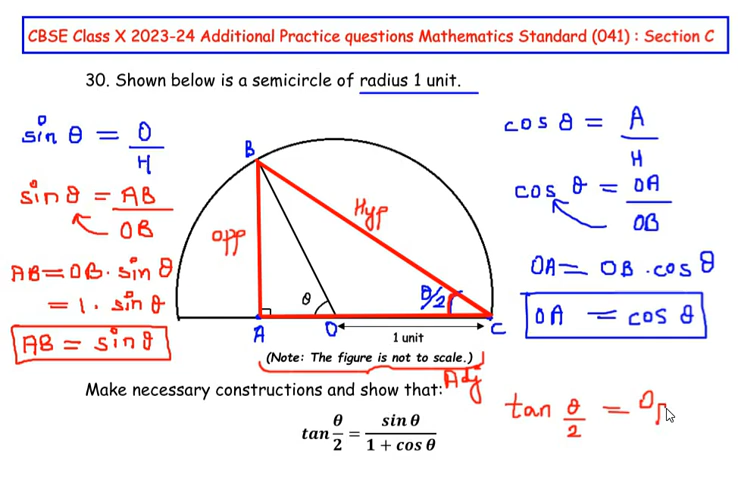 CBSE Class X 2023-24 Additional Practice questions Mathematics Standard (041) : Section C
30. Shown below is a semicircle of radius 1 unit.
sin θ = O/H
sin θ = AB/OB
AB = OB · sin θ
= 1 · sin θ
AB = sin θ
B
opp
Hyp
θ
θ/2
A
O
C
1 unit
(Note: The figure is not to scale.)
Adj
cos θ = A/H
cos θ = OA/OB
OA = OB · cos θ
OA = cos θ
Make necessary constructions and show that:
tan θ/2 = sin θ / 1 + cos θ
tan θ/2 =